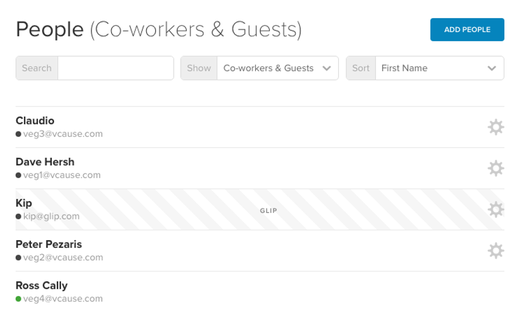 People (Co-workers & Guests)
ADD PEOPLE
Search
Show Co-workers & Guests
Sort First Name
Claudio
veg3@vcause.com
Dave Hersh
veg1@vcause.com
Kip
kip@glip.com
GLIP
Peter Pezaris
veg2@vcause.com
Ross Cally
veg4@vcause.com